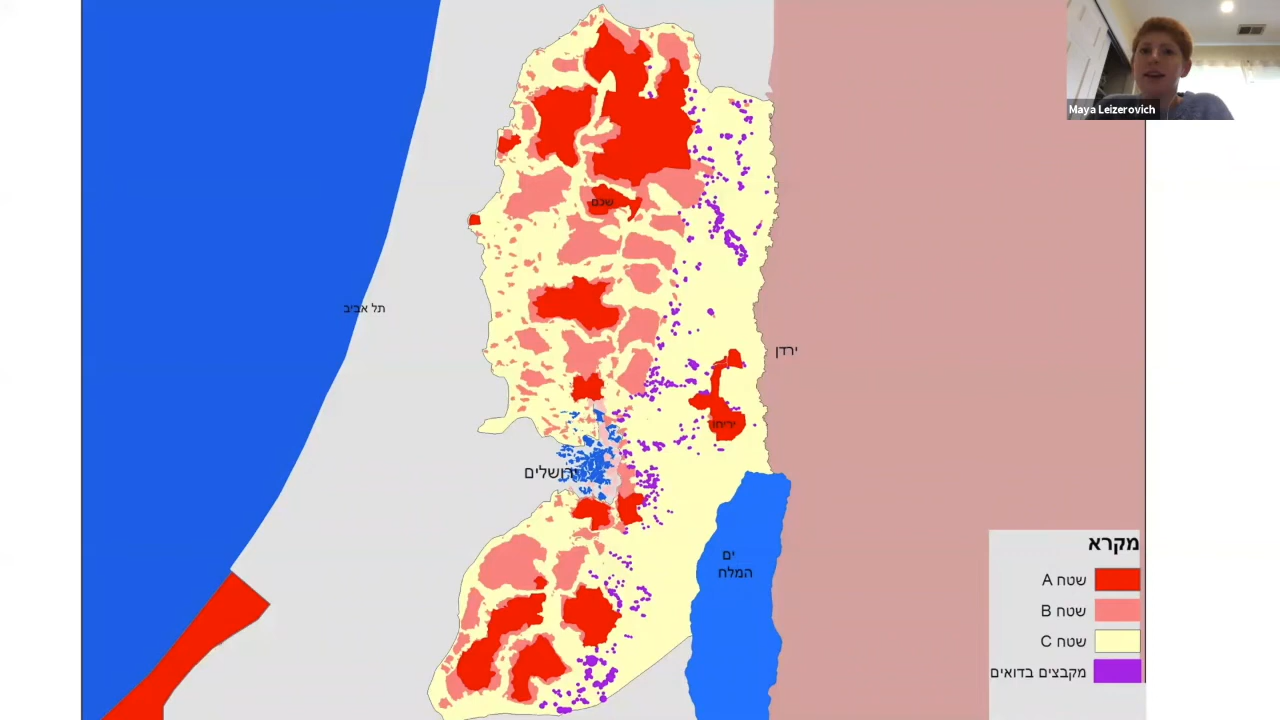 Maya Leizerovich
שכם
תל אביב
ירדן
יריחו
ירושלים
ים
המלח
מקרא
שטח A
שטח B
שטח C
מקבצים בדואים